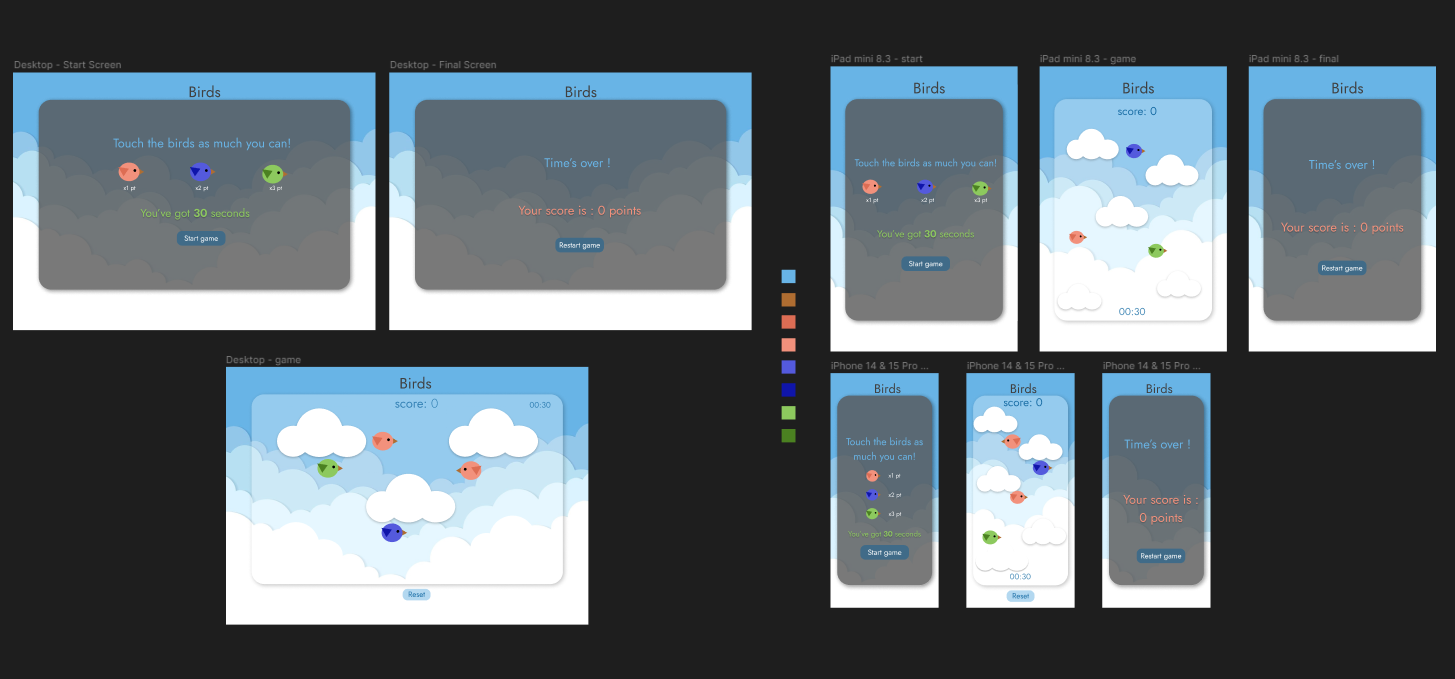 Desktop - Start Screen
Birds
Touch the birds as much you can!
x1 pt
x2 pt
x3 pt
You've got 30 seconds
Start game
Desktop - Final Screen
Birds
Time's over !
Your score is : 0 points
Restart game
Desktop - game
Birds
score: 0
00:30
Reset
iPad mini 8.3 - start
Birds
Touch the birds as much you can!
x1 pt
x2 pt
x3 pt
You've got 30 seconds
Start game
iPad mini 8.3 - game
Birds
score: 0
00:30
iPad mini 8.3 - final
Birds
Time's over !
Your score is : 0 points
Restart game
iPhone 14 & 15 Pro ...
Birds
Touch the birds as
much you can!
x1 pt
x2 pt
x3 pt
You've got 30 seconds
Start game
iPhone 14 & 15 Pro ...
Birds
score: 0
00:30
Reset
iPhone 14 & 15 Pro ...
Birds
Time's over !
Your score is :
0 points
Restart game